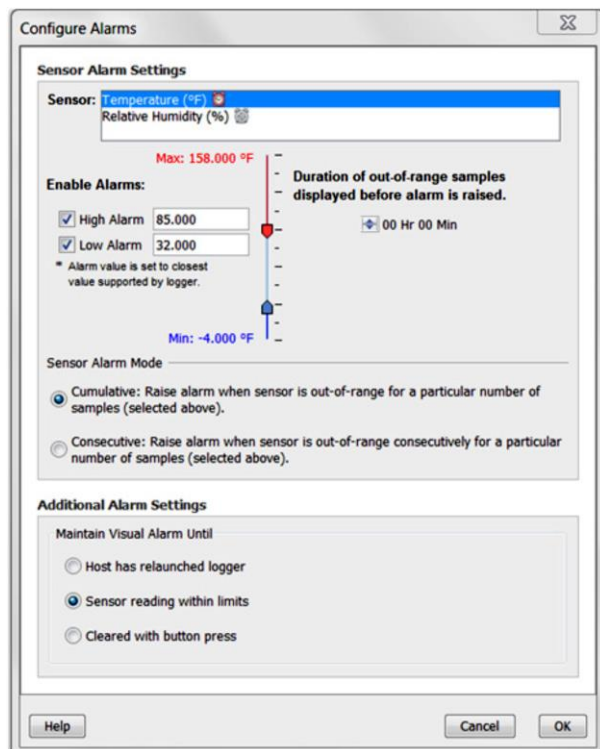 Configure Alarms
Sensor Alarm Settings
Sensor: Temperature (°F)
Relative Humidity (%)
Max: 158.000 °F
Duration of out-of-range samples
displayed before alarm is raised.
Enable Alarms:
00 Hr 00 Min
High Alarm 85.000
Low Alarm 32.000
* Alarm value is set to closest
value supported by logger.
Min: -4.000 °F
Sensor Alarm Mode
Cumulative: Raise alarm when sensor is out-of-range for a particular number of
samples (selected above).
Consecutive: Raise alarm when sensor is out-of-range consecutively for a particular
number of samples (selected above).
Additional Alarm Settings
Maintain Visual Alarm Until
Host has relaunched logger
Sensor reading within limits
Cleared with button press
Help
Cancel
OK